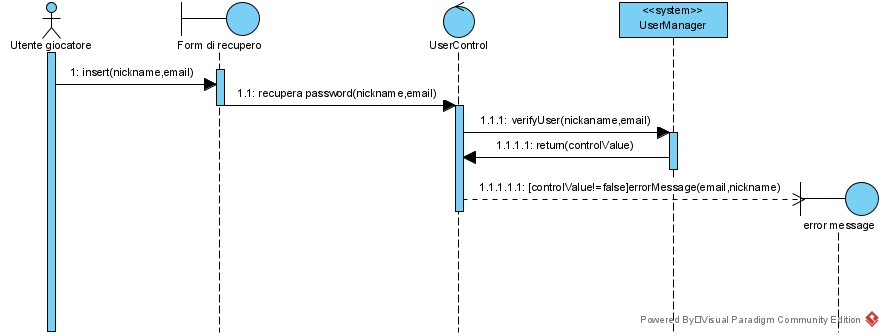 <<system>>
UserManager
Utente giocatore
Form di recupero
UserControl
1: insert(nickname,email)
1.1: recupera password(nickname,email)
1.1.1: verifyUser(nickaname,email)
1.1.1.1: return(controlValue)
1.1.1.1.1: [controlValue!=false]errorMessage(email,nickname)
error message
Powered By Visual Paradigm Community Edition